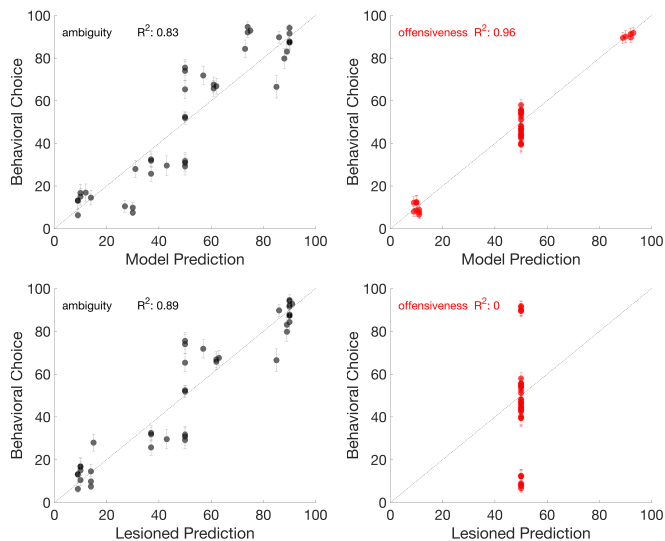 ambiguity R²: 0.83
100
80
60
40
20
0
Behavioral Choice
0 20 40 60 80 100
Model Prediction
offensiveness R²: 0.96
100
80
60
40
20
0
Behavioral Choice
0 20 40 60 80 100
Model Prediction
ambiguity R²: 0.89
100
80
60
40
20
0
Behavioral Choice
0 20 40 60 80 100
Lesioned Prediction
offensiveness R²: 0
100
80
60
40
20
0
Behavioral Choice
0 20 40 60 80 100
Lesioned Prediction